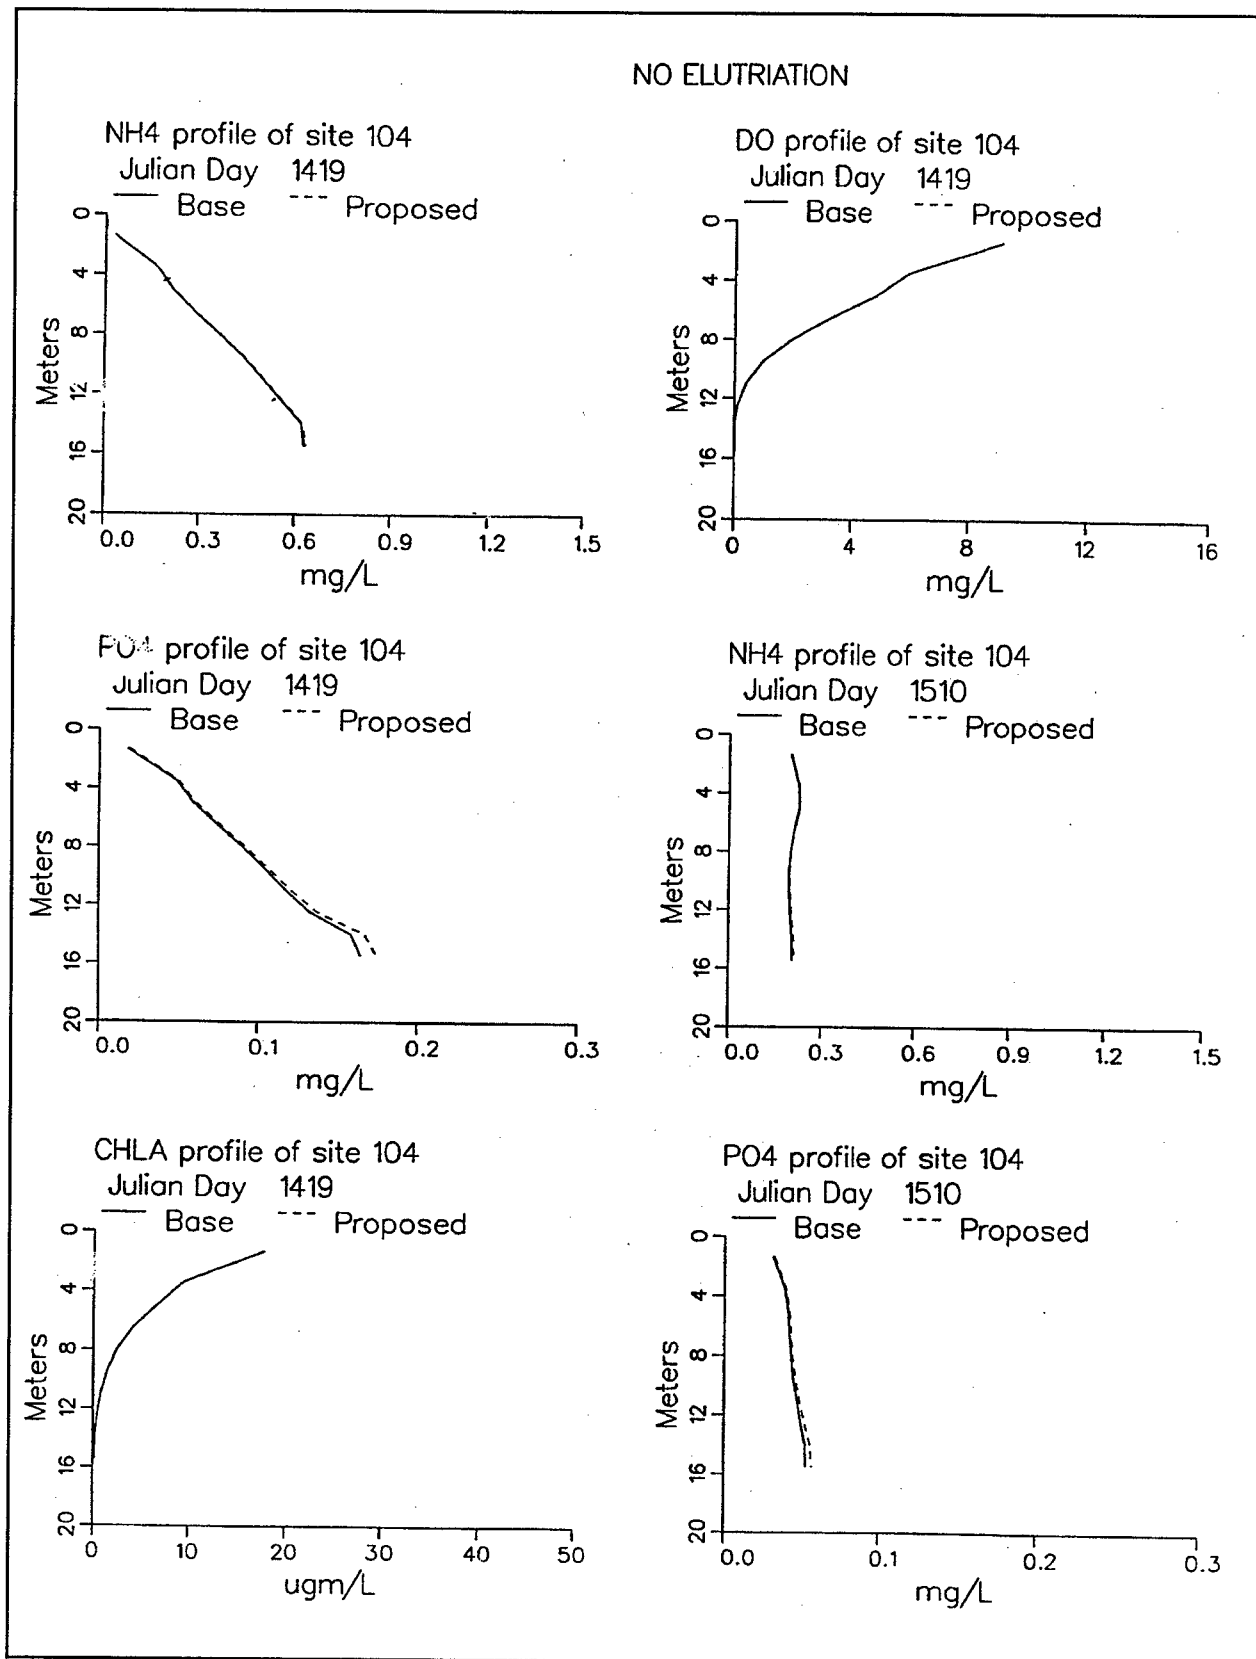 NO ELUTRIATION
NH4 profile of site 104
Julian Day 1419
Base Proposed
0
4
8
12
16
20
Meters
0.0 0.3 0.6 0.9 1.2 1.5
mg/L
DO profile of site 104
Julian Day 1419
Base Proposed
0
4
8
12
16
20
Meters
0 4 8 12 16
mg/L
PO4 profile of site 104
Julian Day 1419
Base Proposed
0
4
8
12
16
20
Meters
0.0 0.1 0.2 0.3
mg/L
NH4 profile of site 104
Julian Day 1510
Base Proposed
0
4
8
12
16
20
Meters
0.0 0.3 0.6 0.9 1.2 1.5
mg/L
CHLA profile of site 104
Julian Day 1419
Base Proposed
0
4
8
12
16
20
Meters
0 10 20 30 40 50
ugm/L
PO4 profile of site 104
Julian Day 1510
Base Proposed
0
4
8
12
16
20
Meters
0.0 0.1 0.2 0.3
mg/L